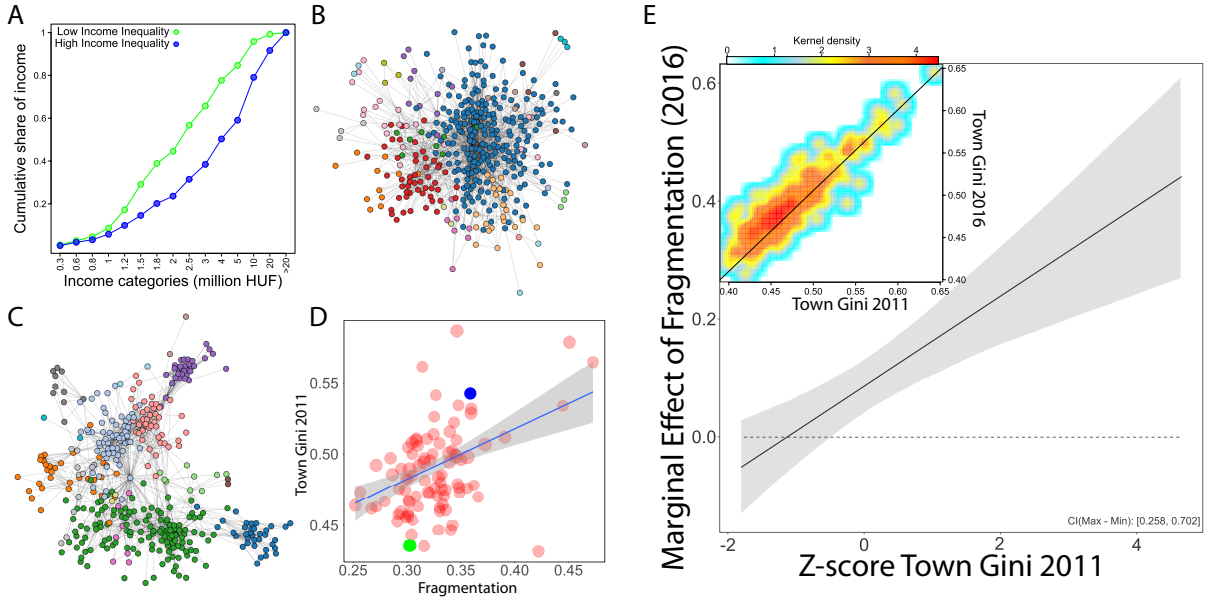 A
Low Income Inequality
High Income Inequality
Cumulative share of income
1
0.8
0.6
0.4
0.2
0.3
0.6
0.8
1
1.2
1.5
1.8
2
2.5
3
4
5
10
20
>20
Income categories (million HUF)
B
C
D
Town Gini 2011
0.55
0.50
0.45
0.25
0.30
0.35
0.40
0.45
Fragmentation
E
Marginal Effect of Fragmentation (2016)
0.6
0.4
0.2
0.0
Kernel density
0 1 2 3 4
0.65
0.60
0.55
0.50
0.45
0.40
Town Gini 2016
0.40 0.45 0.50 0.55 0.60 0.65
Town Gini 2011
CI(Max - Min): [0.258, 0.702]
-2 0 2 4
Z-score Town Gini 2011